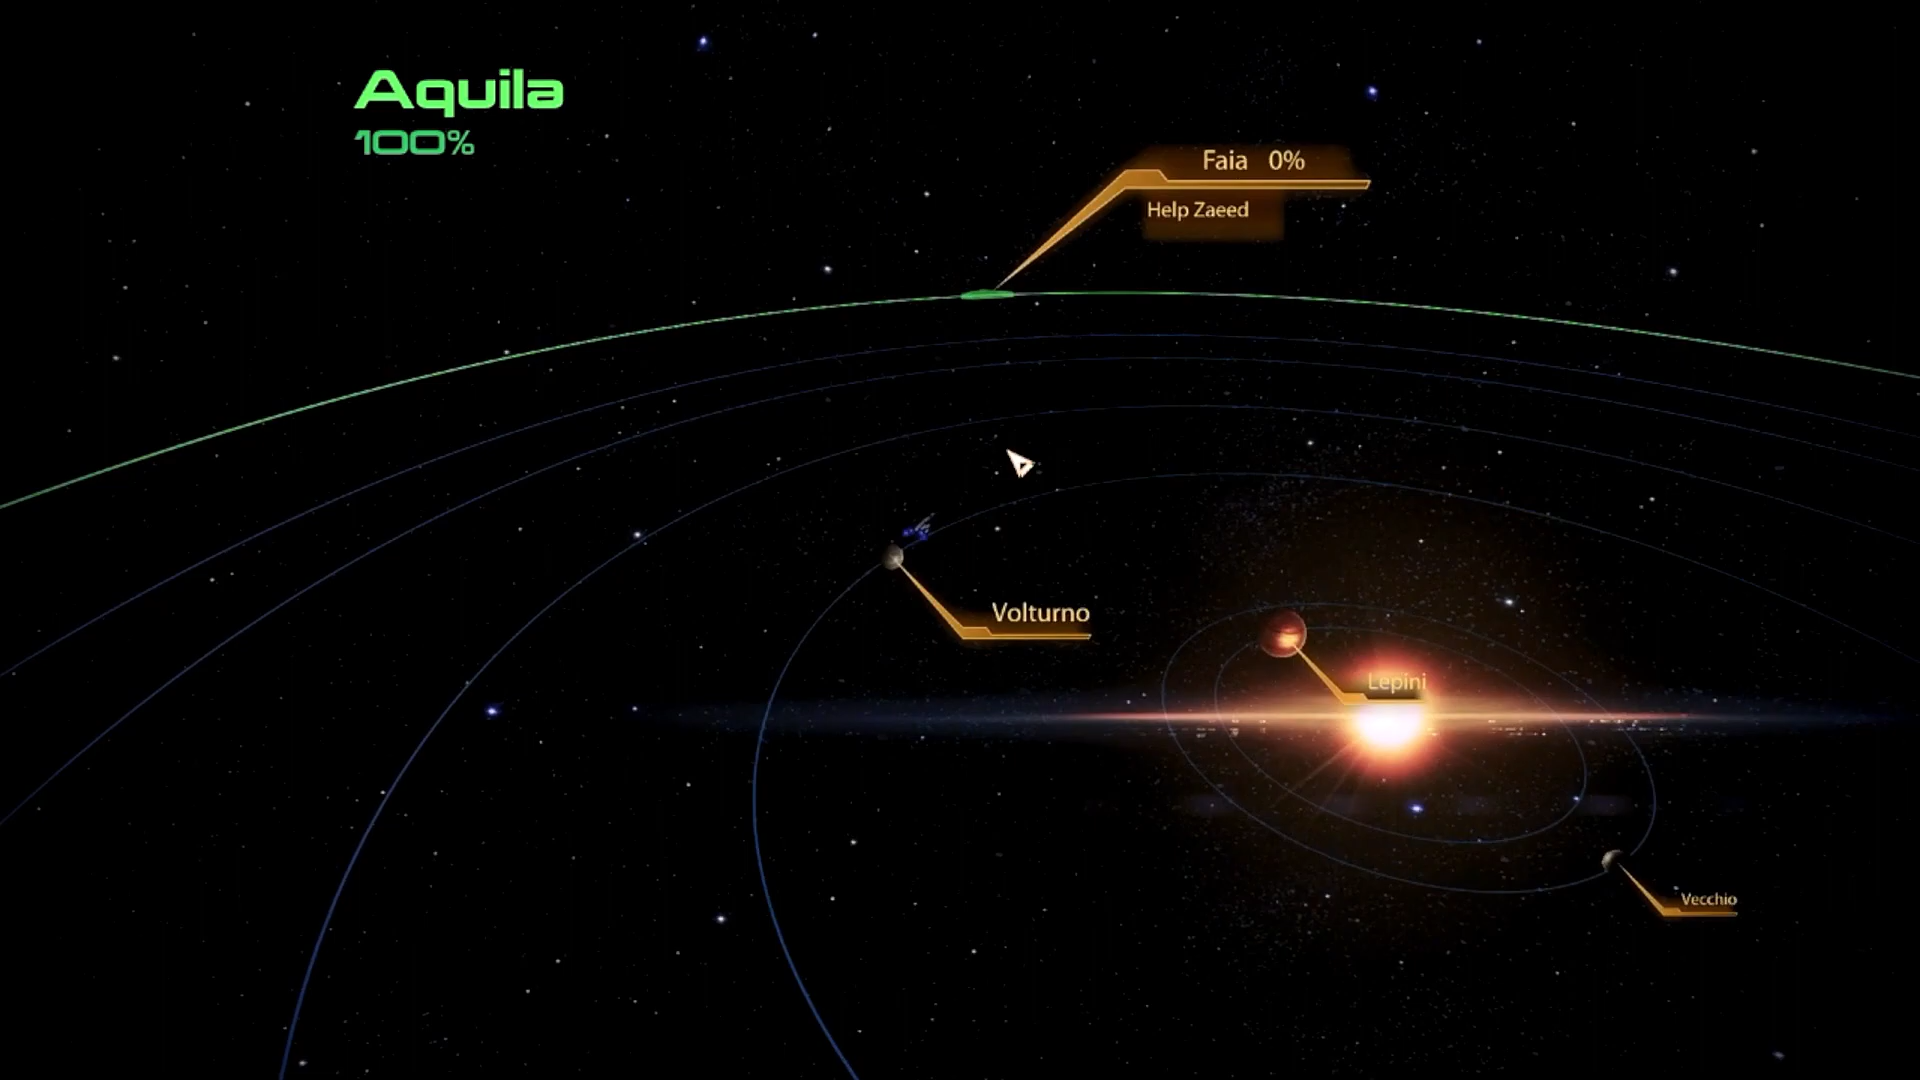 Aquila
100%
Faia 0%
Help Zaeed
Volturno
Lepini
Vecchio